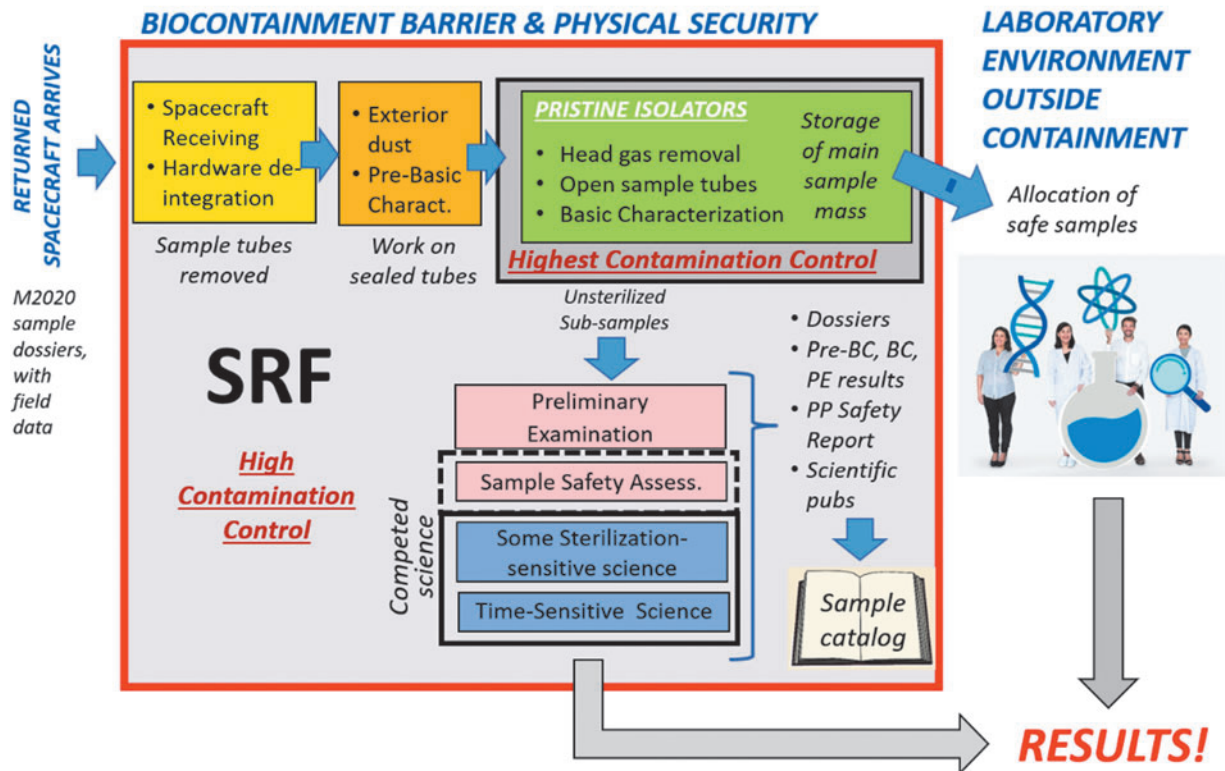 BIOCONTAINMENT BARRIER & PHYSICAL SECURITY
RETURNED
SPACECRAFT ARRIVES
M2020
sample
dossiers,
with
field
data
• Spacecraft
Receiving
• Hardware de-
integration
Sample tubes
removed
• Exterior
dust
• Pre-Basic
Charact.
Work on
sealed tubes
PRISTINE ISOLATORS
• Head gas removal
• Open sample tubes
• Basic Characterization
Storage
of main
sample
mass
Highest Contamination Control
LABORATORY
ENVIRONMENT
OUTSIDE
CONTAINMENT
Allocation of
safe samples
SRF
High
Contamination
Control
Unsterilized
Sub-samples
Preliminary
Examination
Sample Safety Assess.
Competed
science
Some Sterilization-
sensitive science
Time-Sensitive Science
• Dossiers
• Pre-BC, BC,
PE results
• PP Safety
Report
• Scientific
pubs
Sample
catalog
RESULTS!